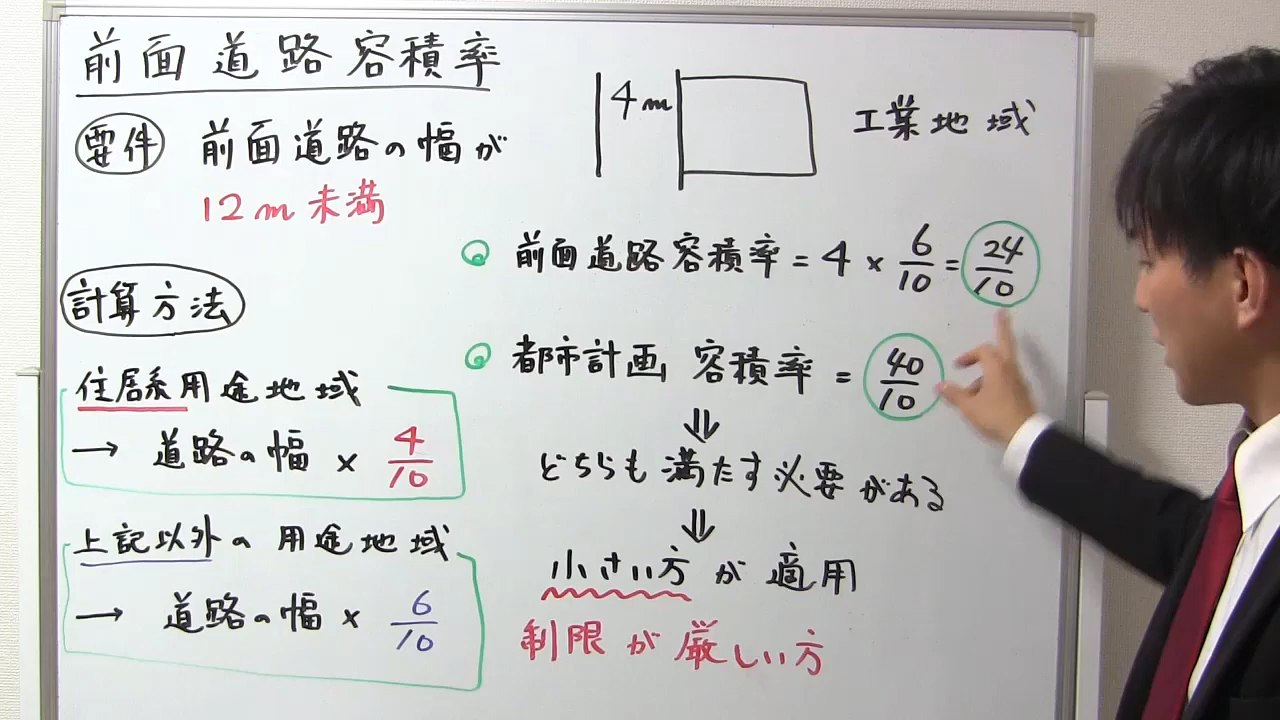 前面道路容積率
要件 前面道路の幅が
12m未満
計算方法
住居系用途地域
→ 道路の幅 × 4/10
上記以外の用途地域
→ 道路の幅 × 6/10
4m
工業地域
前面道路容積率 = 4 × 6/10 = 24/10
都市計画 容積率 = 40/10
⇓
どちらも満たす必要がある
⇓
小さい方が適用
制限が厳しい方